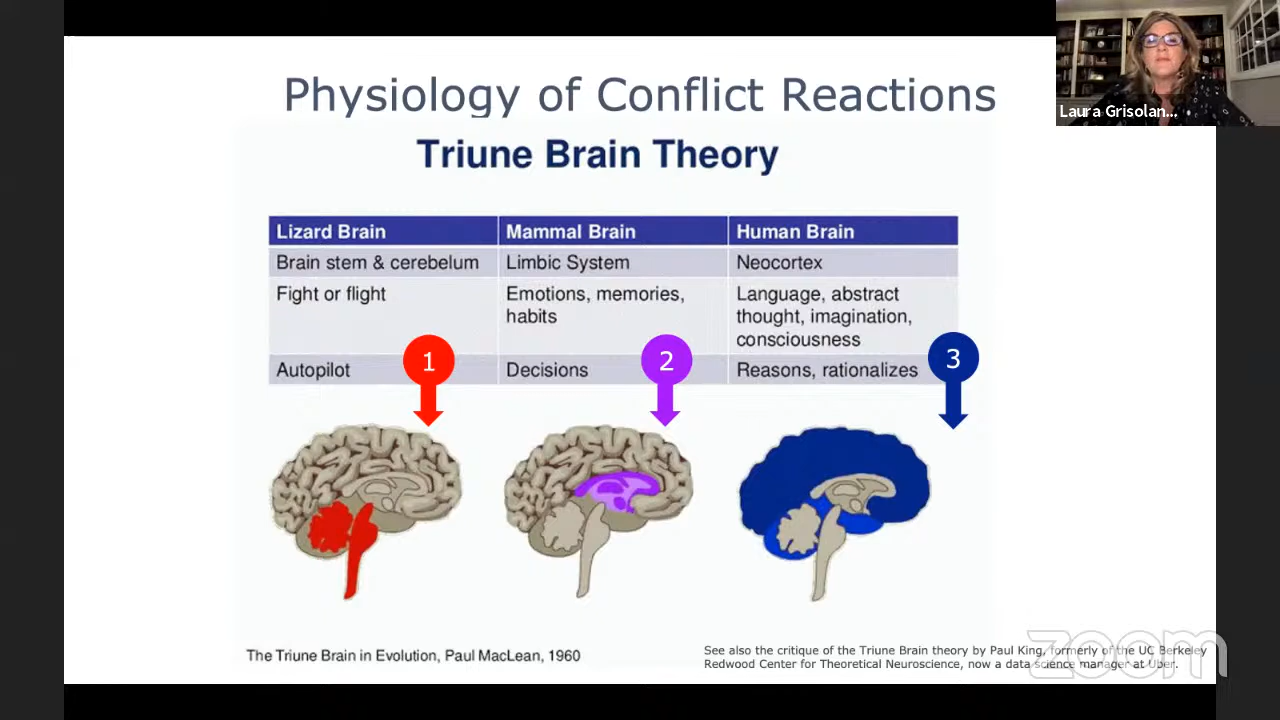 Physiology of Conflict Reactions
Laura Grisolan...
Triune Brain Theory
Lizard Brain
Mammal Brain
Human Brain
Brain stem & cerebelum
Limbic System
Neocortex
Fight or flight
Emotions, memories,
habits
Language, abstract
thought, imagination,
consciousness
Autopilot
Decisions
Reasons, rationalizes
1
2
3
The Triune Brain in Evolution, Paul MacLean, 1960
See also the critique of the Triune Brain theory by Paul King, formerly of the UC Berkeley
Redwood Center for Theoretical Neuroscience, now a data science manager at Uber.
zoom